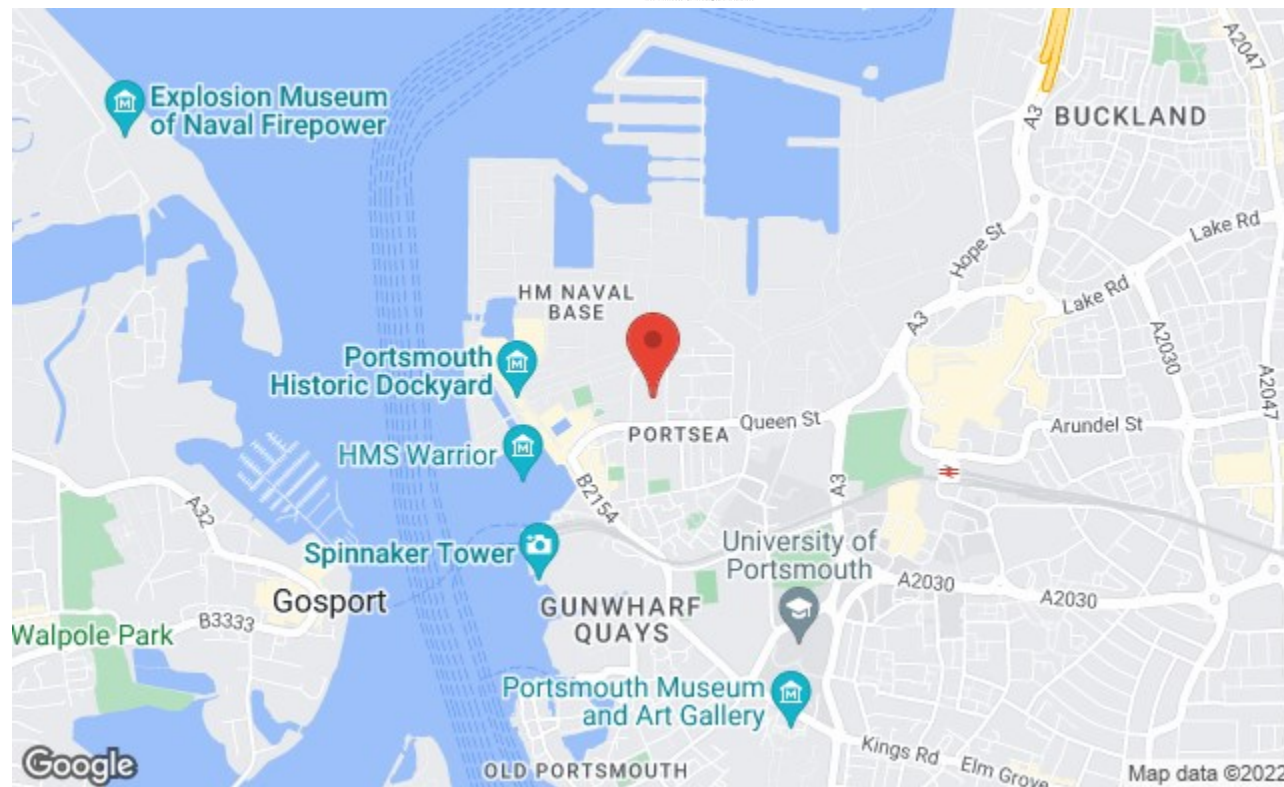 A2047
Explosion Museum
of Naval Firepower
A3
BUCKLAND
Lake Rd
Hope St
HM NAVAL
BASE
Lake Rd
A3
A2030
Portsmouth
Historic Dockyard
A2047
Queen St
PORTSEA
Arundel St
HMS Warrior
A3
B2154
A32
University of
Portsmouth
Spinnaker Tower
A2030
A2030
Gosport
GUNWHARF
QUAYS
B3333
Walpole Park
Portsmouth Museum
and Art Gallery
Kings Rd
Elm Grove
Google
OLD PORTSMOUTH
Map data ©2022